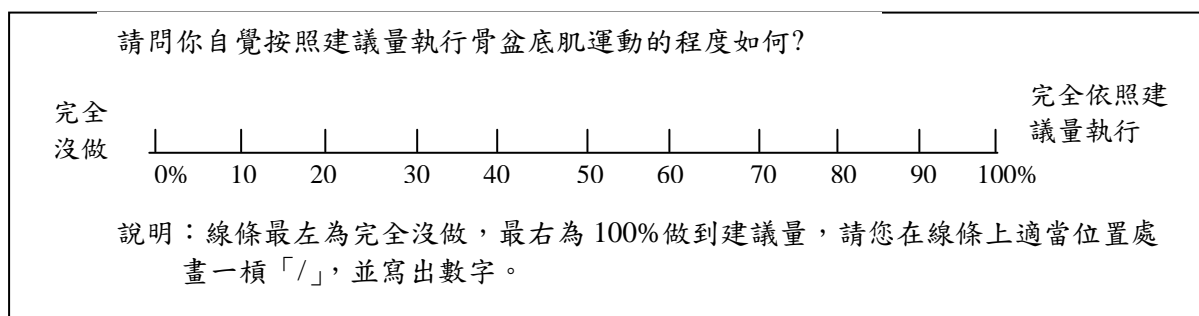 請問你自覺按照建議量執行骨盆底肌運動的程度如何?
完全
沒做
完全依照建
議量執行
0% 10 20 30 40 50 60 70 80 90 100%
說明：線條最左為完全沒做，最右為 100%做到建議量，請您在線條上適當位置處
畫一槓「/」，並寫出數字。